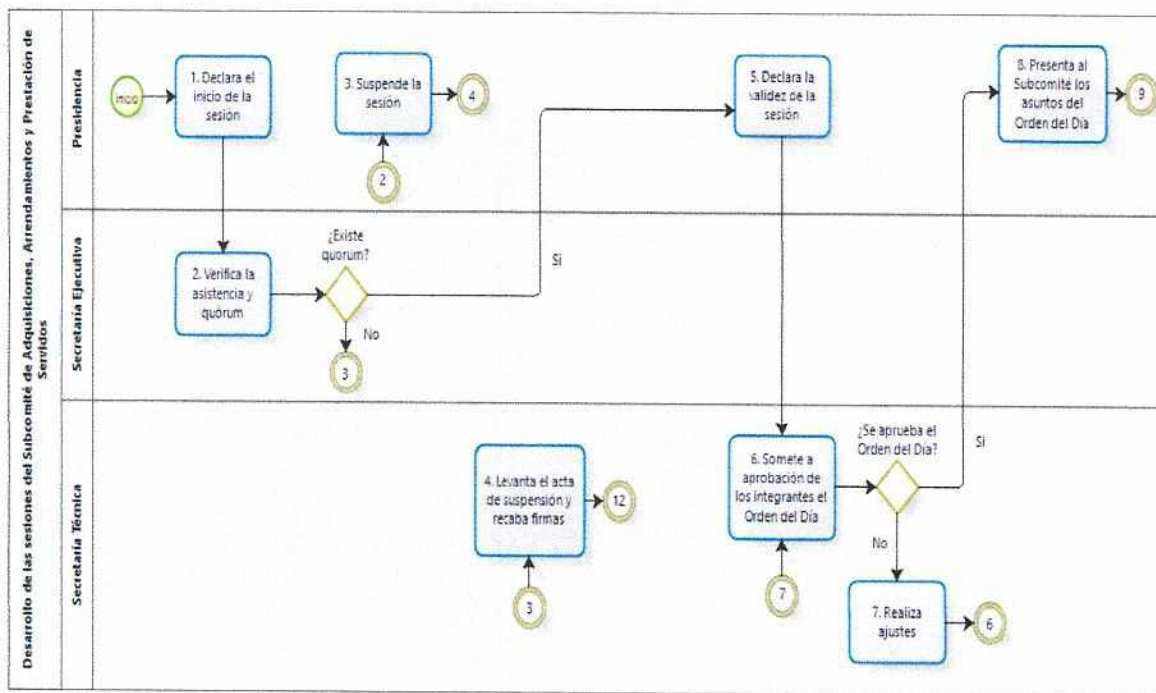 Desarrollo de las sesiones del Subcomité de Adquisiciones, Arrendamientos y Prestación de
Servidos
Presidencia
Inicio
1. Declara el
inicio de la
sesión
3. Suspende la
sesión
4
2
5. Declara la
validez de la
sesión
8. Presenta al
Subcomité los
asuntos del
Orden del Día
9
Secretaría Ejecutiva
2. Verifica la
asistencia y
quórum
¿Existe
quorum?
Si
No
3
Secretaría Técnica
4. Levanta el acta
de suspensión y
recaba firmas
12
3
6. Somete a
aprobación de
los integrantes el
Orden del Día
7
¿Se aprueba el
Orden del Día?
Si
No
7. Realiza
ajustes
6